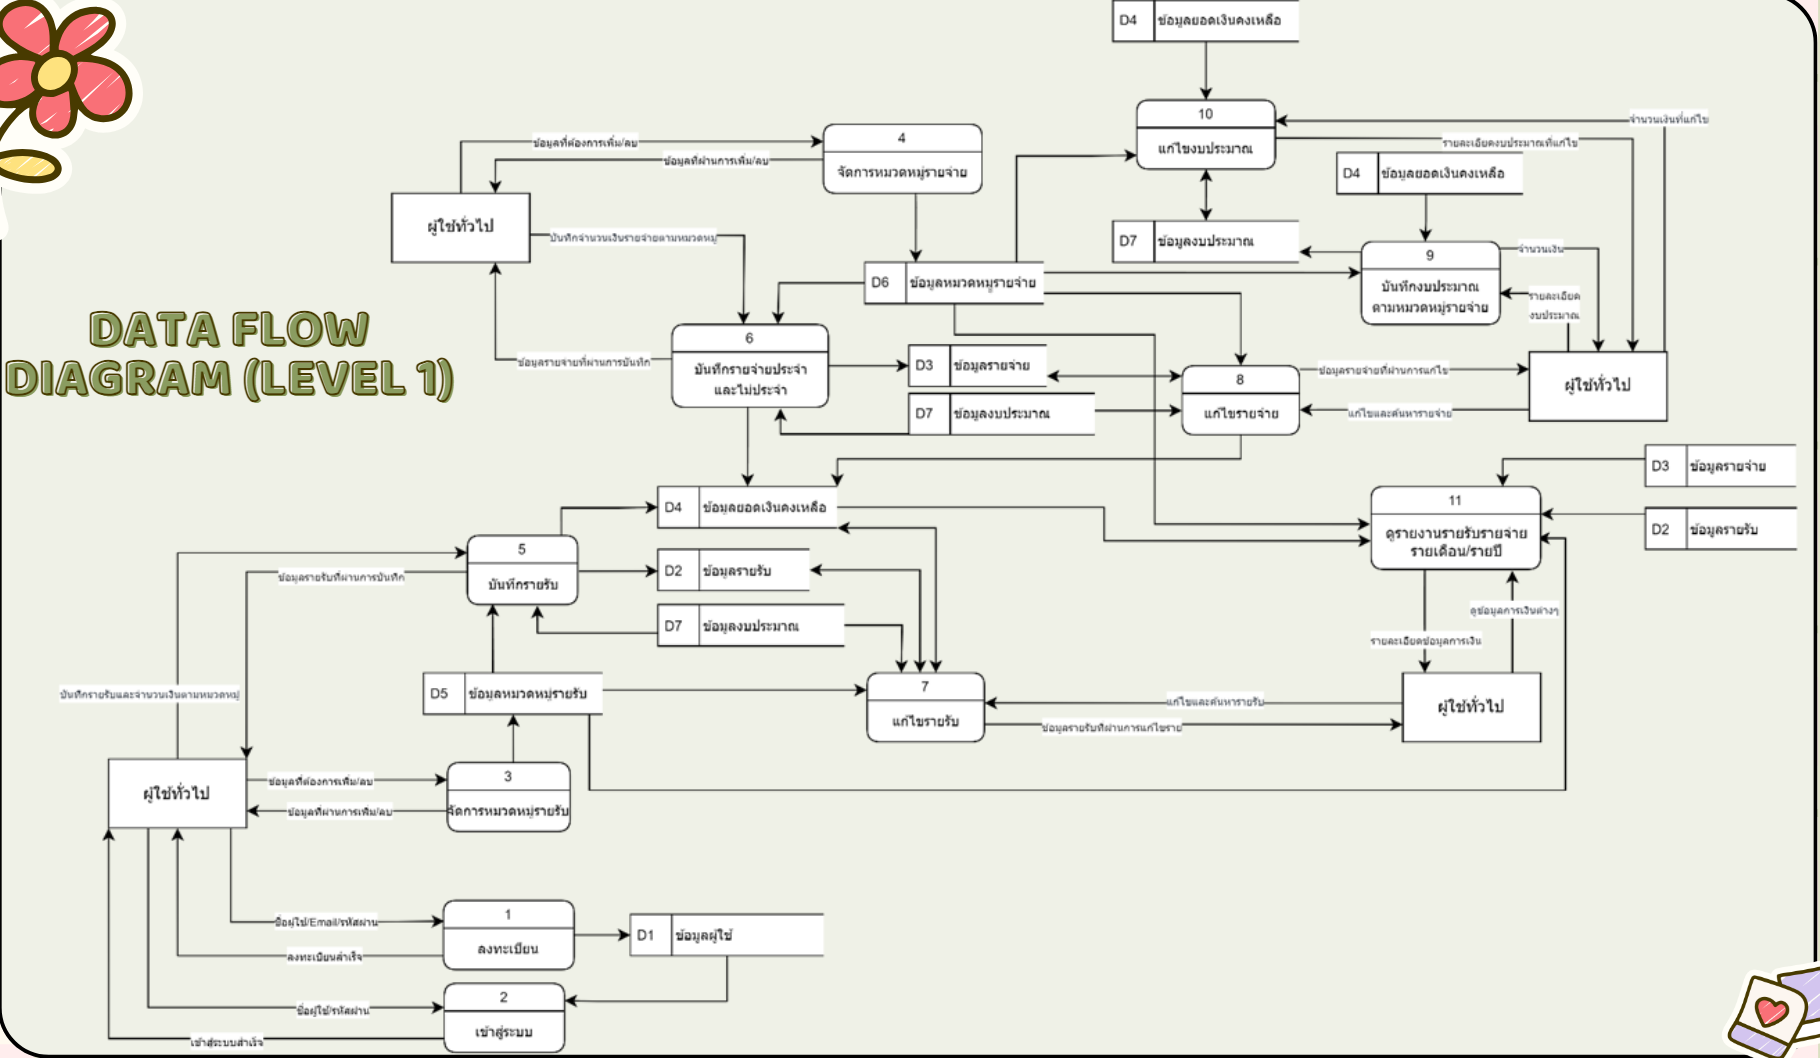 D4 ข้อมูลยอดเงินคงเหลือ
10
แก้ไขงบประมาณ
จำนวนเงินที่แก้ไข
รายละเอียดงบประมาณที่แก้ไข
4
จัดการหมวดหมู่รายจ่าย
ข้อมูลที่ต้องการเพิ่ม/ลบ
ข้อมูลที่ผ่านการเพิ่ม/ลบ
D4 ข้อมูลยอดเงินคงเหลือ
ผู้ใช้ทั่วไป
บันทึกจำนวนเงินรายจ่ายตามหมวดหมู่
D7 ข้อมูลงบประมาณ
9
บันทึกงบประมาณ
ตามหมวดหมู่รายจ่าย
จำนวนเงิน
รายละเอียด
งบประมาณ
D6 ข้อมูลหมวดหมู่รายจ่าย
DATA FLOW
DIAGRAM (LEVEL 1)
6
บันทึกรายจ่ายประจำ
และไม่ประจำ
ข้อมูลรายจ่ายที่ผ่านการบันทึก
D3 ข้อมูลรายจ่าย
D7 ข้อมูลงบประมาณ
8
แก้ไขรายจ่าย
ข้อมูลรายจ่ายที่ผ่านการแก้ไข
แก้ไขและค้นหารายจ่าย
ผู้ใช้ทั่วไป
D3 ข้อมูลรายจ่าย
D2 ข้อมูลรายรับ
11
ดูรายงานรายรับรายจ่าย
รายเดือน/รายปี
D4 ข้อมูลยอดเงินคงเหลือ
5
บันทึกรายรับ
D2 ข้อมูลรายรับ
D7 ข้อมูลงบประมาณ
ข้อมูลรายรับที่ผ่านการบันทึก
ดูข้อมูลการเงินต่างๆ
รายละเอียดข้อมูลการเงิน
บันทึกรายรับและจำนวนเงินตามหมวดหมู่
D5 ข้อมูลหมวดหมู่รายรับ
7
แก้ไขรายรับ
แก้ไขและค้นหารายรับ
ข้อมูลรายรับที่ผ่านการแก้ไขราย
ผู้ใช้ทั่วไป
ผู้ใช้ทั่วไป
ข้อมูลที่ต้องการเพิ่ม/ลบ
ข้อมูลที่ผ่านการเพิ่ม/ลบ
3
จัดการหมวดหมู่รายรับ
ชื่อผู้ใช้/Email/รหัสผ่าน
ลงทะเบียนสำเร็จ
1
ลงทะเบียน
D1 ข้อมูลผู้ใช้
ชื่อผู้ใช้/รหัสผ่าน
เข้าสู่ระบบสำเร็จ
2
เข้าสู่ระบบ